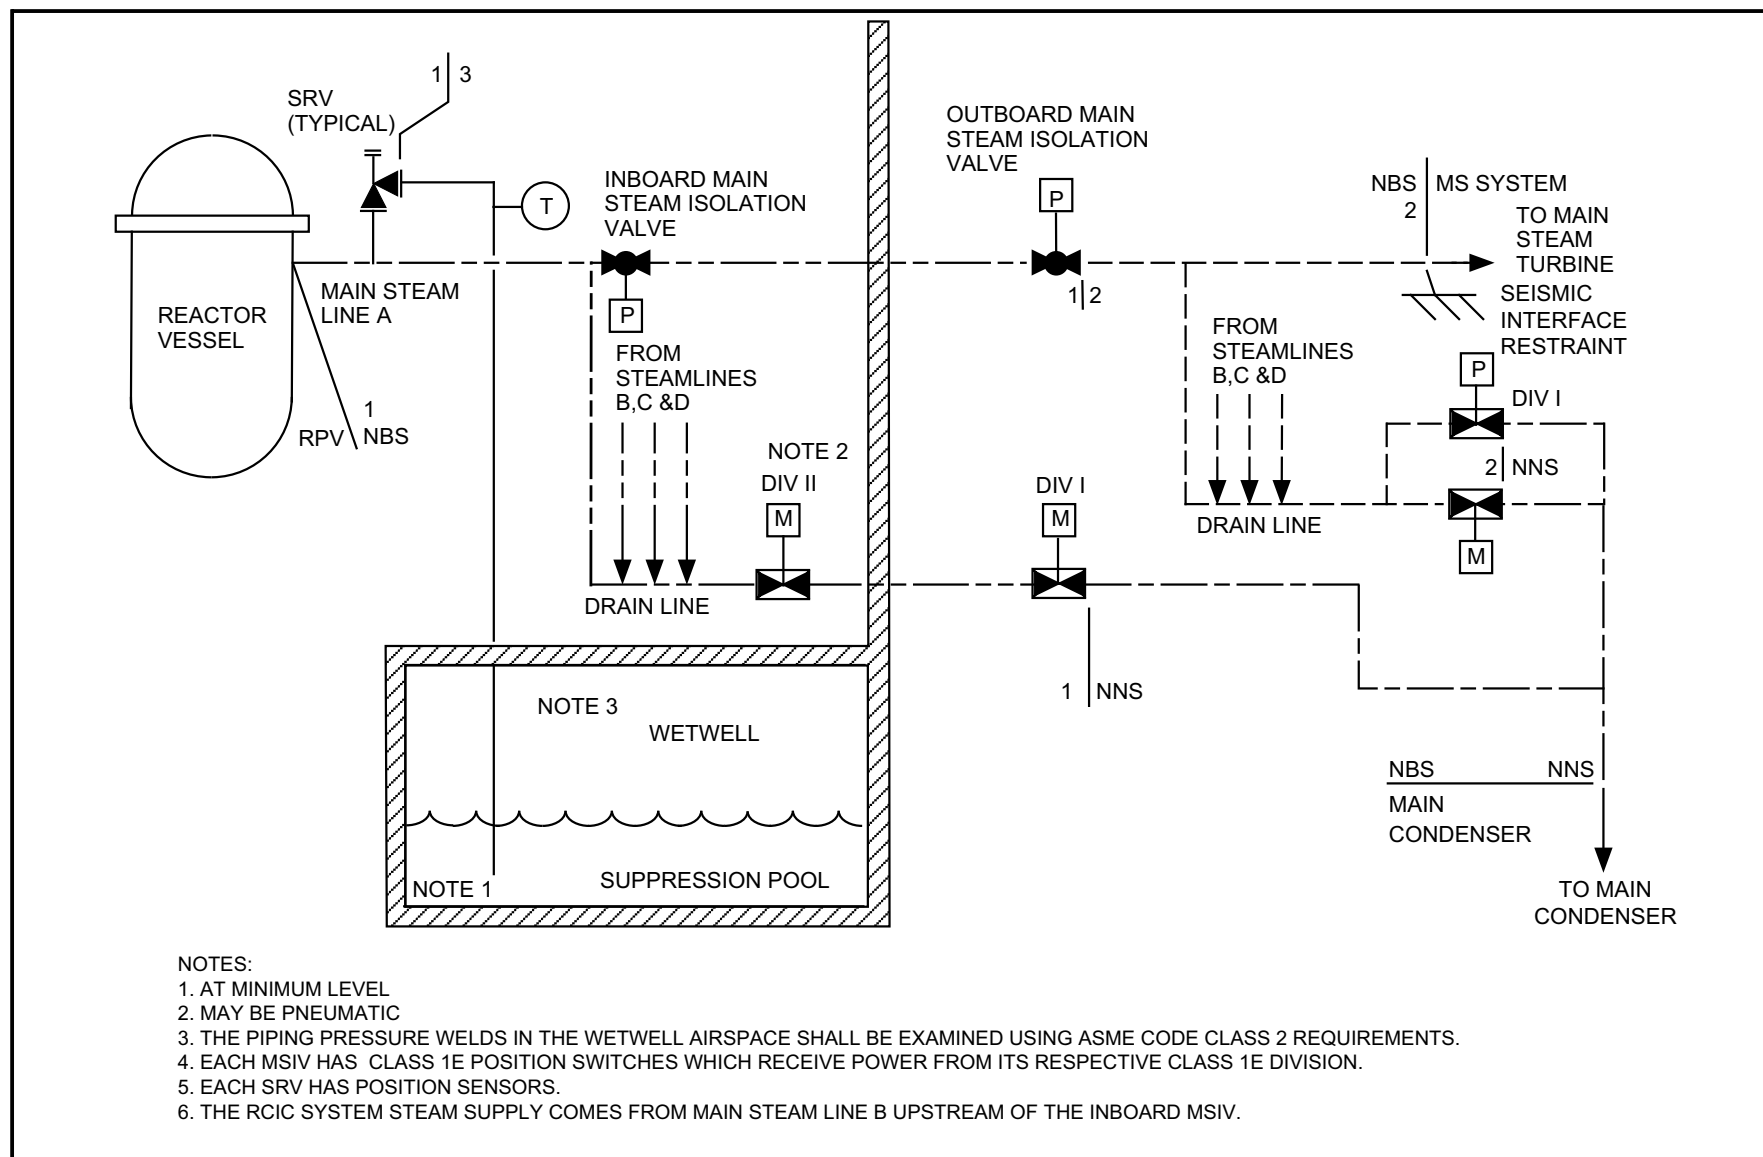 1 3
SRV
(TYPICAL)
OUTBOARD MAIN
STEAM ISOLATION
VALVE
INBOARD MAIN
STEAM ISOLATION
VALVE
T
P
NBS MS SYSTEM
2
TO MAIN
STEAM
TURBINE
SEISMIC
INTERFACE
RESTRAINT
MAIN STEAM
LINE A
REACTOR
VESSEL
P
1 2
FROM
STEAMLINES
B,C &D
FROM
STEAMLINES
B,C &D
P
DIV I
1
RPV NBS
NOTE 2
DIV II
M
DIV I
M
2 NNS
DRAIN LINE
M
DRAIN LINE
1 NNS
NOTE 3
WETWELL
NBS NNS
MAIN
CONDENSER
SUPPRESSION POOL
NOTE 1
TO MAIN
CONDENSER
NOTES:
1. AT MINIMUM LEVEL
2. MAY BE PNEUMATIC
3. THE PIPING PRESSURE WELDS IN THE WETWELL AIRSPACE SHALL BE EXAMINED USING ASME CODE CLASS 2 REQUIREMENTS.
4. EACH MSIV HAS CLASS 1E POSITION SWITCHES WHICH RECEIVE POWER FROM ITS RESPECTIVE CLASS 1E DIVISION.
5. EACH SRV HAS POSITION SENSORS.
6. THE RCIC SYSTEM STEAM SUPPLY COMES FROM MAIN STEAM LINE B UPSTREAM OF THE INBOARD MSIV.